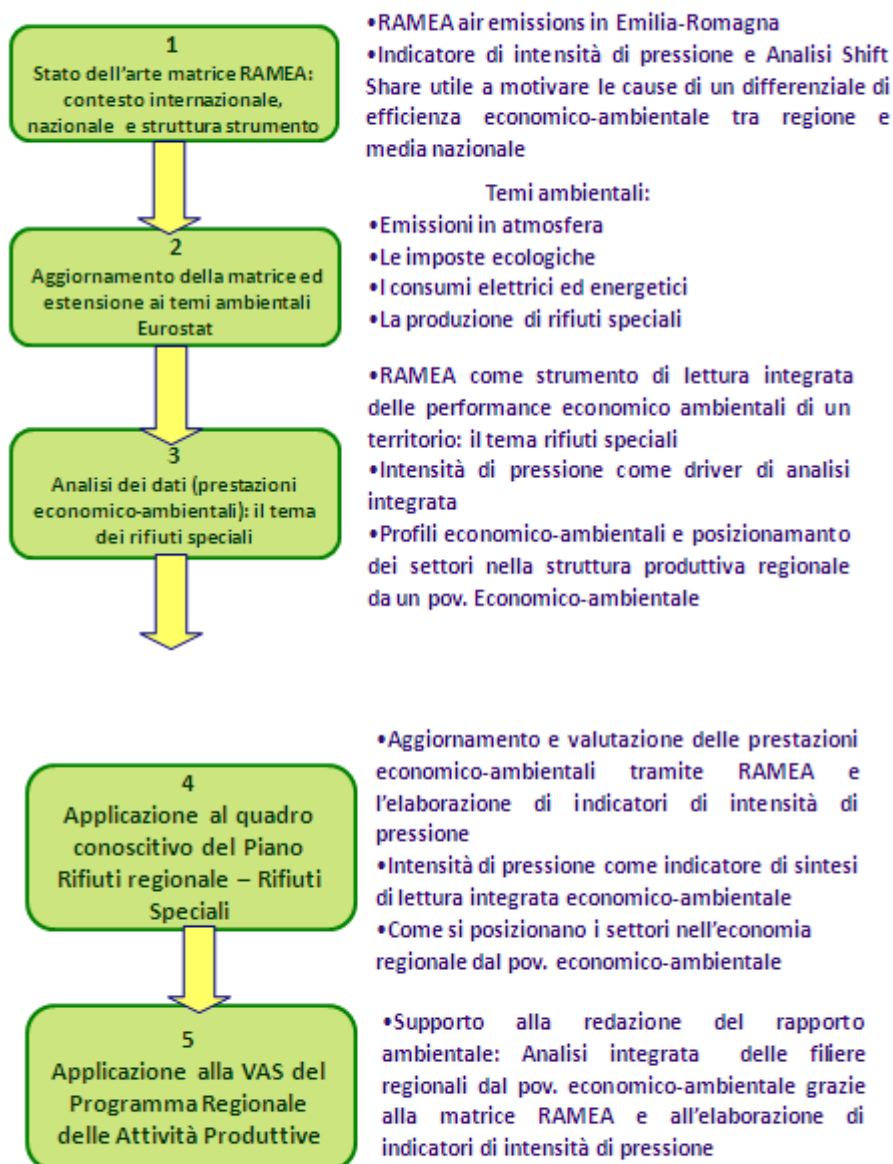 1
Stato dell'arte matrice RAMEA:
contesto internazionale,
nazionale e struttura strumento
•RAMEA air emissions in Emilia-Romagna
•Indicatore di intensità di pressione e Analisi Shift
Share utile a motivare le cause di un differenziale di
efficienza economico-ambientale tra regione e
media nazionale
2
Aggiornamento della matrice ed
estensione ai temi ambientali
Eurostat
Temi ambientali:
•Emissioni in atmosfera
•Le imposte ecologiche
•I consumi elettrici ed energetici
•La produzione di rifiuti speciali
3
Analisi dei dati (prestazioni
economico-ambientali): il tema
dei rifiuti speciali
•RAMEA come strumento di lettura integrata
delle performance economico ambientali di un
territorio: il tema rifiuti speciali
•Intensità di pressione come driver di analisi
integrata
•Profili economico-ambientali e posizionamanto
dei settori nella struttura produttiva regionale
da un pov. Economico-ambientale
4
Applicazione al quadro
conoscitivo del Piano
Rifiuti regionale – Rifiuti
Speciali
•Aggiornamento e valutazione delle prestazioni
economico-ambientali tramite RAMEA e
l'elaborazione di indicatori di intensità di
pressione
•Intensità di pressione come indicatore di sintesi
di lettura integrata economico-ambientale
•Come si posizionano i settori nell'economia
regionale dal pov. economico-ambientale
5
Applicazione alla VAS del
Programma Regionale
delle Attività Produttive
•Supporto alla redazione del rapporto
ambientale: Analisi integrata delle filiere
regionali dal pov. economico-ambientale grazie
alla matrice RAMEA e all'elaborazione di
indicatori di intensità di pressione